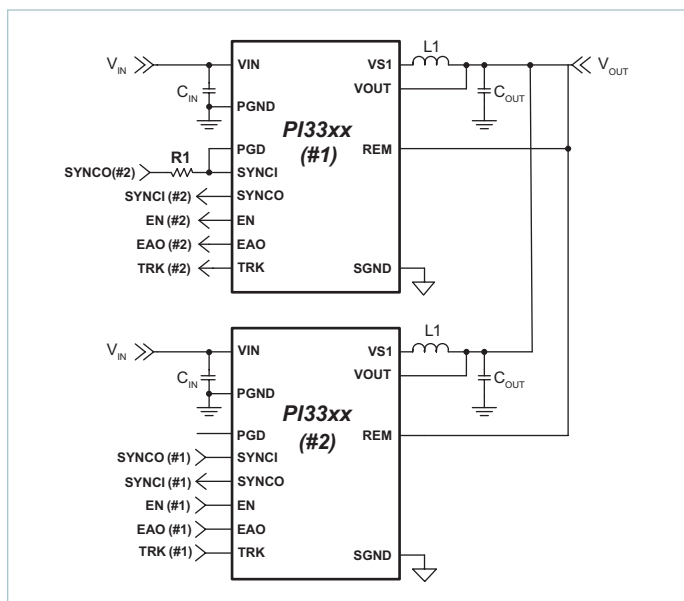 L1
V_IN
VIN
VS1
V_OUT
C_IN
VOUT
C_OUT
PGND
PI33xx
(#1)
PGD
REM
R1
SYNCO(#2)
SYNCI
SYNCI (#2)
SYNCO
EN (#2)
EN
EAO (#2)
EAO
TRK (#2)
TRK
SGND
L1
V_IN
VIN
VS1
VOUT
C_IN
C_OUT
PGND
PI33xx
(#2)
PGD
REM
SYNCO (#1)
SYNCI
SYNCI (#1)
SYNCO
EN (#1)
EN
EAO (#1)
EAO
SGND
TRK (#1)
TRK